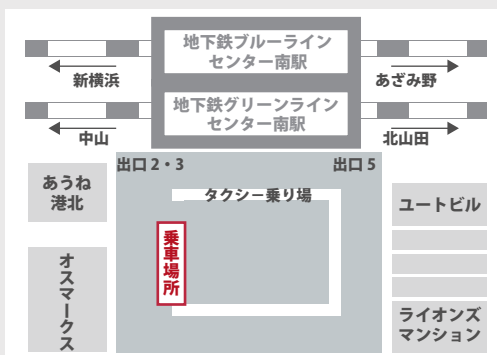 地下鉄ブルーライン
センター南駅
新横浜
あざみ野
地下鉄グリーンライン
センター南駅
中山
北山田
出口 2・3
出口 5
あうね
港北
タクシー乗り場
ユートビル
乗車場所
オスマークス
ライオンズ
マンション